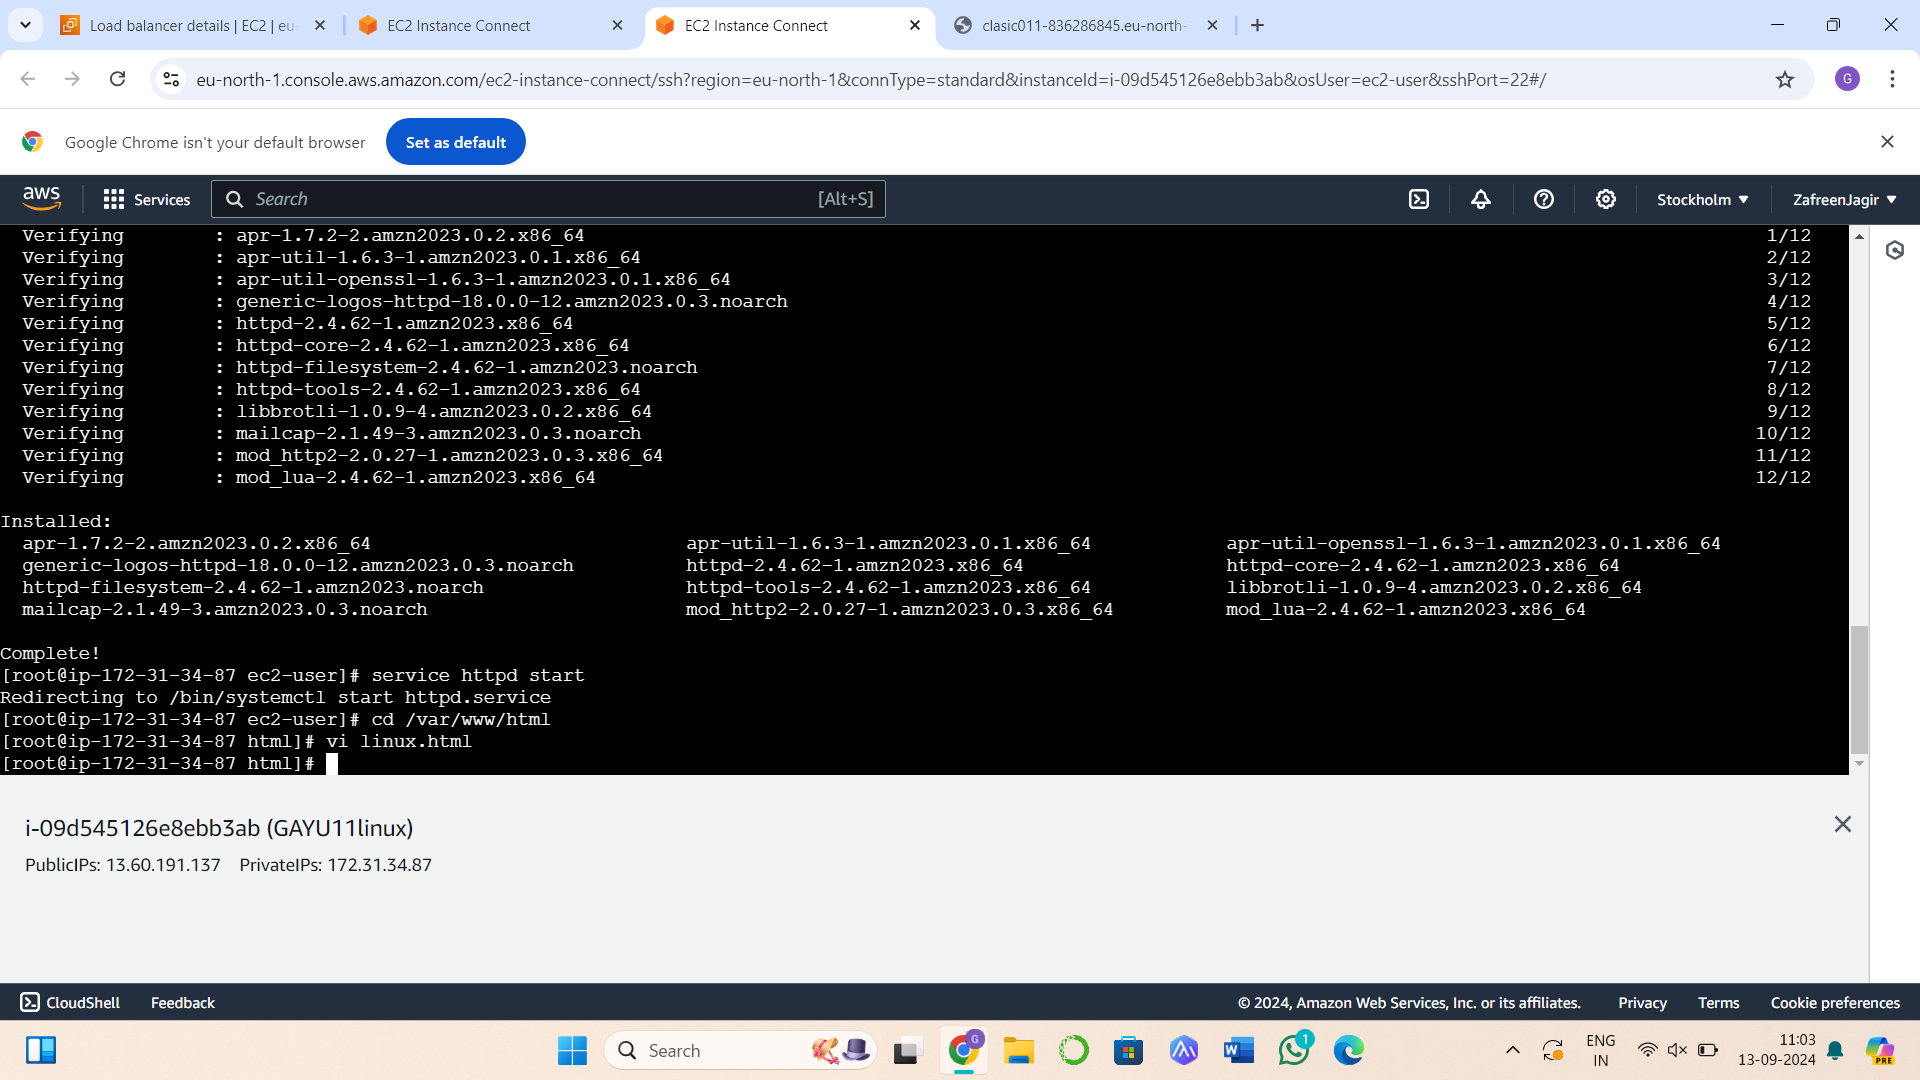 Load balancer details | EC2 | eu-
EC2 Instance Connect
EC2 Instance Connect
clasic011-836286845.eu-north-
eu-north-1.console.aws.amazon.com/ec2-instance-connect/ssh?region=eu-north-1&connType=standard&instanceId=i-09d545126e8ebb3ab&osUser=ec2-user&sshPort=22#/
G
Google Chrome isn't your default browser
Set as default
aws
Services
Search
[Alt+S]
Stockholm
ZafreenJagir
Verifying : apr-1.7.2-2.amzn2023.0.2.x86_64 1/12
Verifying : apr-util-1.6.3-1.amzn2023.0.1.x86_64 2/12
Verifying : apr-util-openssl-1.6.3-1.amzn2023.0.1.x86_64 3/12
Verifying : generic-logos-httpd-18.0.0-12.amzn2023.0.3.noarch 4/12
Verifying : httpd-2.4.62-1.amzn2023.x86_64 5/12
Verifying : httpd-core-2.4.62-1.amzn2023.x86_64 6/12
Verifying : httpd-filesystem-2.4.62-1.amzn2023.noarch 7/12
Verifying : httpd-tools-2.4.62-1.amzn2023.x86_64 8/12
Verifying : libbrotli-1.0.9-4.amzn2023.0.2.x86_64 9/12
Verifying : mailcap-2.1.49-3.amzn2023.0.3.noarch 10/12
Verifying : mod_http2-2.0.27-1.amzn2023.0.3.x86_64 11/12
Verifying : mod_lua-2.4.62-1.amzn2023.x86_64 12/12
Installed:
apr-1.7.2-2.amzn2023.0.2.x86_64 apr-util-1.6.3-1.amzn2023.0.1.x86_64 apr-util-openssl-1.6.3-1.amzn2023.0.1.x86_64
generic-logos-httpd-18.0.0-12.amzn2023.0.3.noarch httpd-2.4.62-1.amzn2023.x86_64 httpd-core-2.4.62-1.amzn2023.x86_64
httpd-filesystem-2.4.62-1.amzn2023.noarch httpd-tools-2.4.62-1.amzn2023.x86_64 libbrotli-1.0.9-4.amzn2023.0.2.x86_64
mailcap-2.1.49-3.amzn2023.0.3.noarch mod_http2-2.0.27-1.amzn2023.0.3.x86_64 mod_lua-2.4.62-1.amzn2023.x86_64
Complete!
[root@ip-172-31-34-87 ec2-user]# service httpd start
Redirecting to /bin/systemctl start httpd.service
[root@ip-172-31-34-87 ec2-user]# cd /var/www/html
[root@ip-172-31-34-87 html]# vi linux.html
[root@ip-172-31-34-87 html]#
i-09d545126e8ebb3ab (GAYU11linux)
PublicIPs: 13.60.191.137 PrivateIPs: 172.31.34.87
CloudShell Feedback © 2024, Amazon Web Services, Inc. or its affiliates. Privacy Terms Cookie preferences
Search
G
W
1
ENG
IN
11:03
13-09-2024
PRE